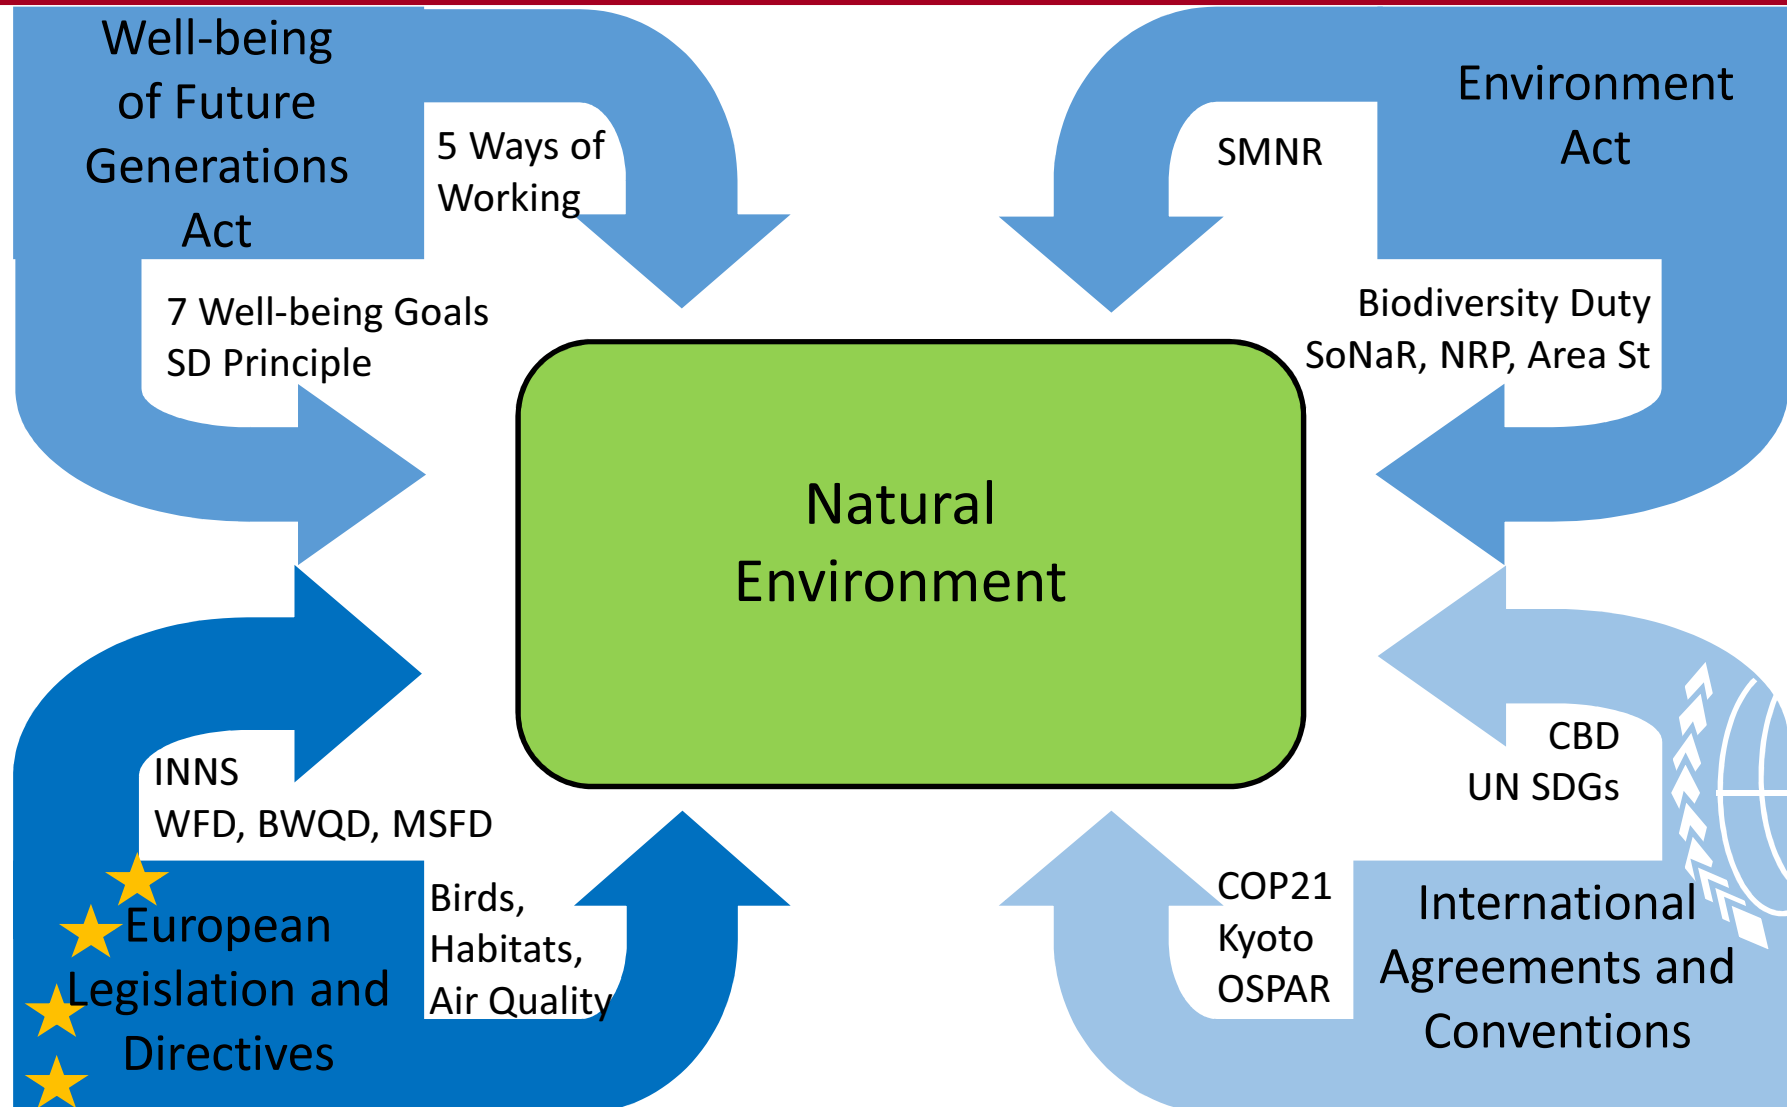 Well-being
of Future
Generations
Act
5 Ways of
Working
7 Well-being Goals
SD Principle
Environment
Act
SMNR
Biodiversity Duty
SoNaR, NRP, Area St
Natural
Environment
INNS
WFD, BWQD, MSFD
European
Legislation and
Directives
Birds,
Habitats,
Air Quality
CBD
UN SDGs
COP21
Kyoto
OSPAR
International
Agreements and
Conventions